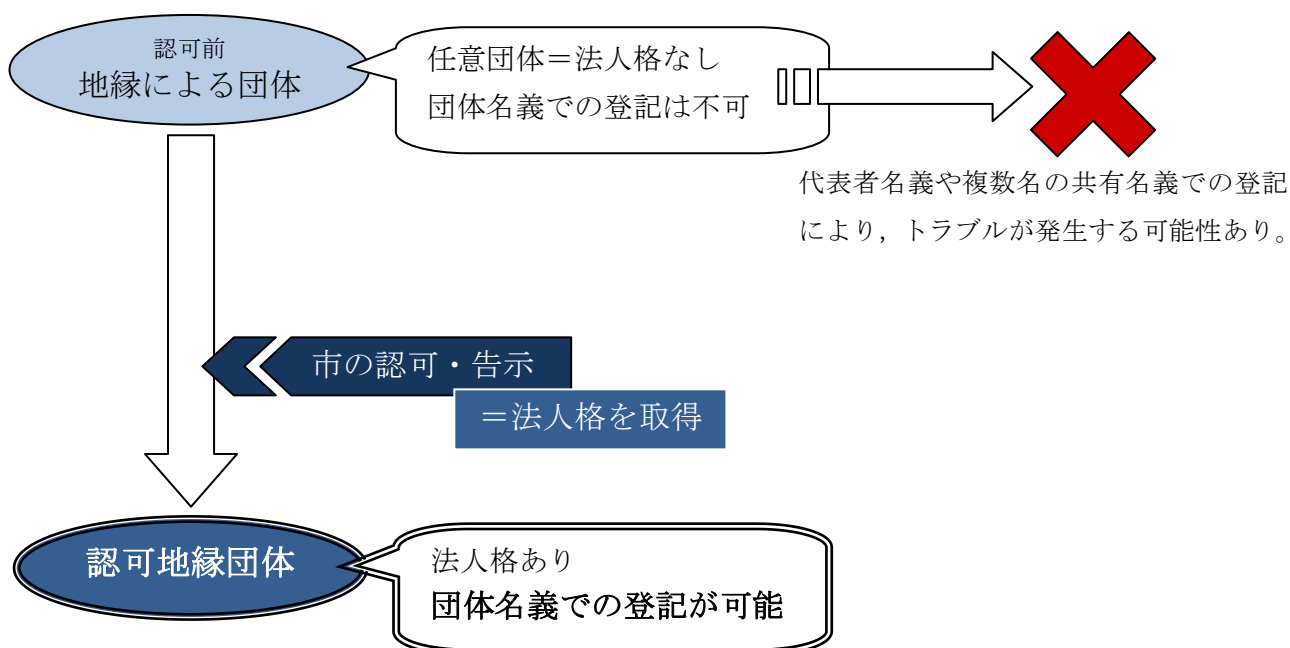 認可前
地縁による団体
任意団体＝法人格なし
団体名義での登記は不可
代表者名義や複数名の共有名義での登記
により，トラブルが発生する可能性あり。
市の認可・告示
＝法人格を取得
認可地縁団体
法人格あり
団体名義での登記が可能